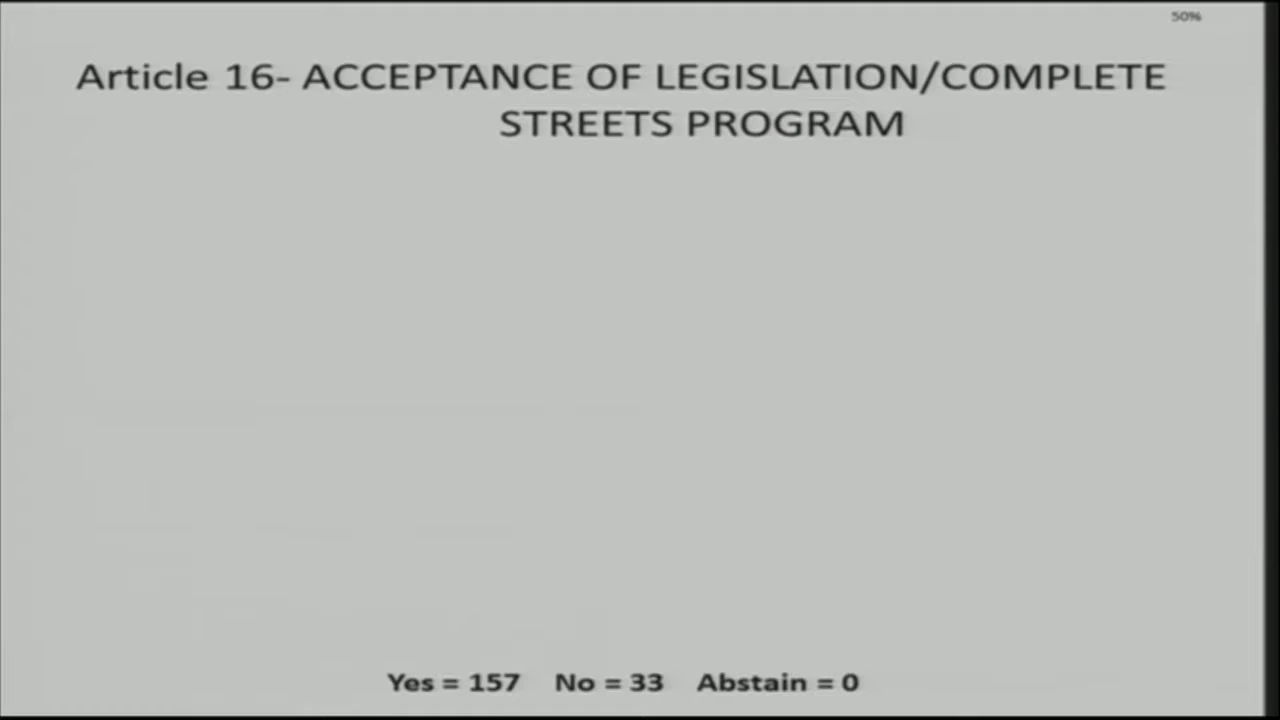 50%
Article 16- ACCEPTANCE OF LEGISLATION/COMPLETE
STREETS PROGRAM
Yes = 157 No = 33 Abstain = 0